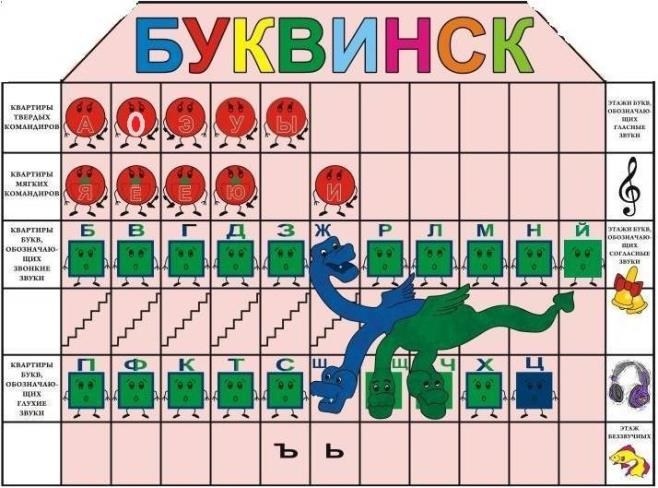 БУКВИНСК
КВАРТИРЫ
ТВЕРДЫХ
КОМАНДИРОВ
А О Э У Ы
ЭТАЖИ БУКВ,
ОБОЗНАЧАЮ-
ЩИХ
ГЛАСНЫЕ
ЗВУКИ
КВАРТИРЫ
МЯГКИХ
КОМАНДИРОВ
Я Ё Е Ю И
КВАРТИРЫ
БУКВ,
ОБОЗНАЧАЮ-
ЩИХ
ЗВОНКИЕ
ЗВУКИ
Б В Г Д З Ж Р Л М Н Й
ЭТАЖИ БУКВ,
ОБОЗНАЧАЮ-
ЩИХ
СОГЛАСНЫЕ
ЗВУКИ
КВАРТИРЫ
БУКВ,
ОБОЗНАЧАЮ-
ЩИХ
ГЛУХИЕ
ЗВУКИ
П Ф К Т С Ш Щ Ч Х Ц
Ъ Ь
ЭТАЖ
БЕЗЗВУЧНЫХ